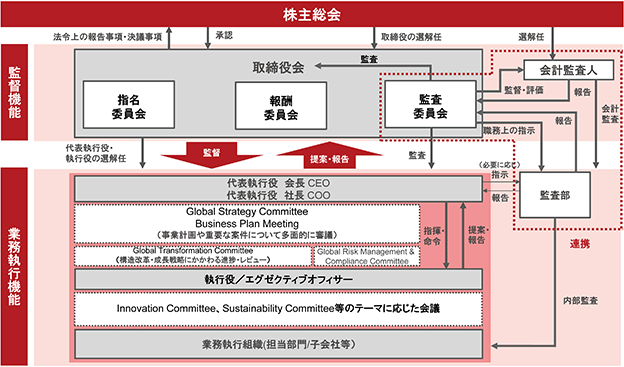 株主総会
法令上の報告事項・決議事項
承認
取締役の選解任
選解任
監督機能
取締役会
監査
会計監査人
指名
委員会
報酬
委員会
監査
委員会
監督・評価
報告
会計
監査
職務上の指示
報告
代表執行役・
執行役の選解任
監督
提案・報告
監査
(必要に応じ)
指示
報告
監査部
連携
業務執行機能
代表執行役 会長 CEO
代表執行役 社長 COO
Global Strategy Committee
Business Plan Meeting
(事業計画や重要な案件について多面的に審議)
指揮・
命令
提案・
報告
Global Transformation Committee
(構造改革・成長戦略にかかわる進捗・レビュー)
Global Risk Management &
Compliance Committee
執行役/エグゼクティブオフィサー
Innovation Committee、Sustainability Committee等のテーマに応じた会議
内部監査
業務執行組織(担当部門/子会社等)